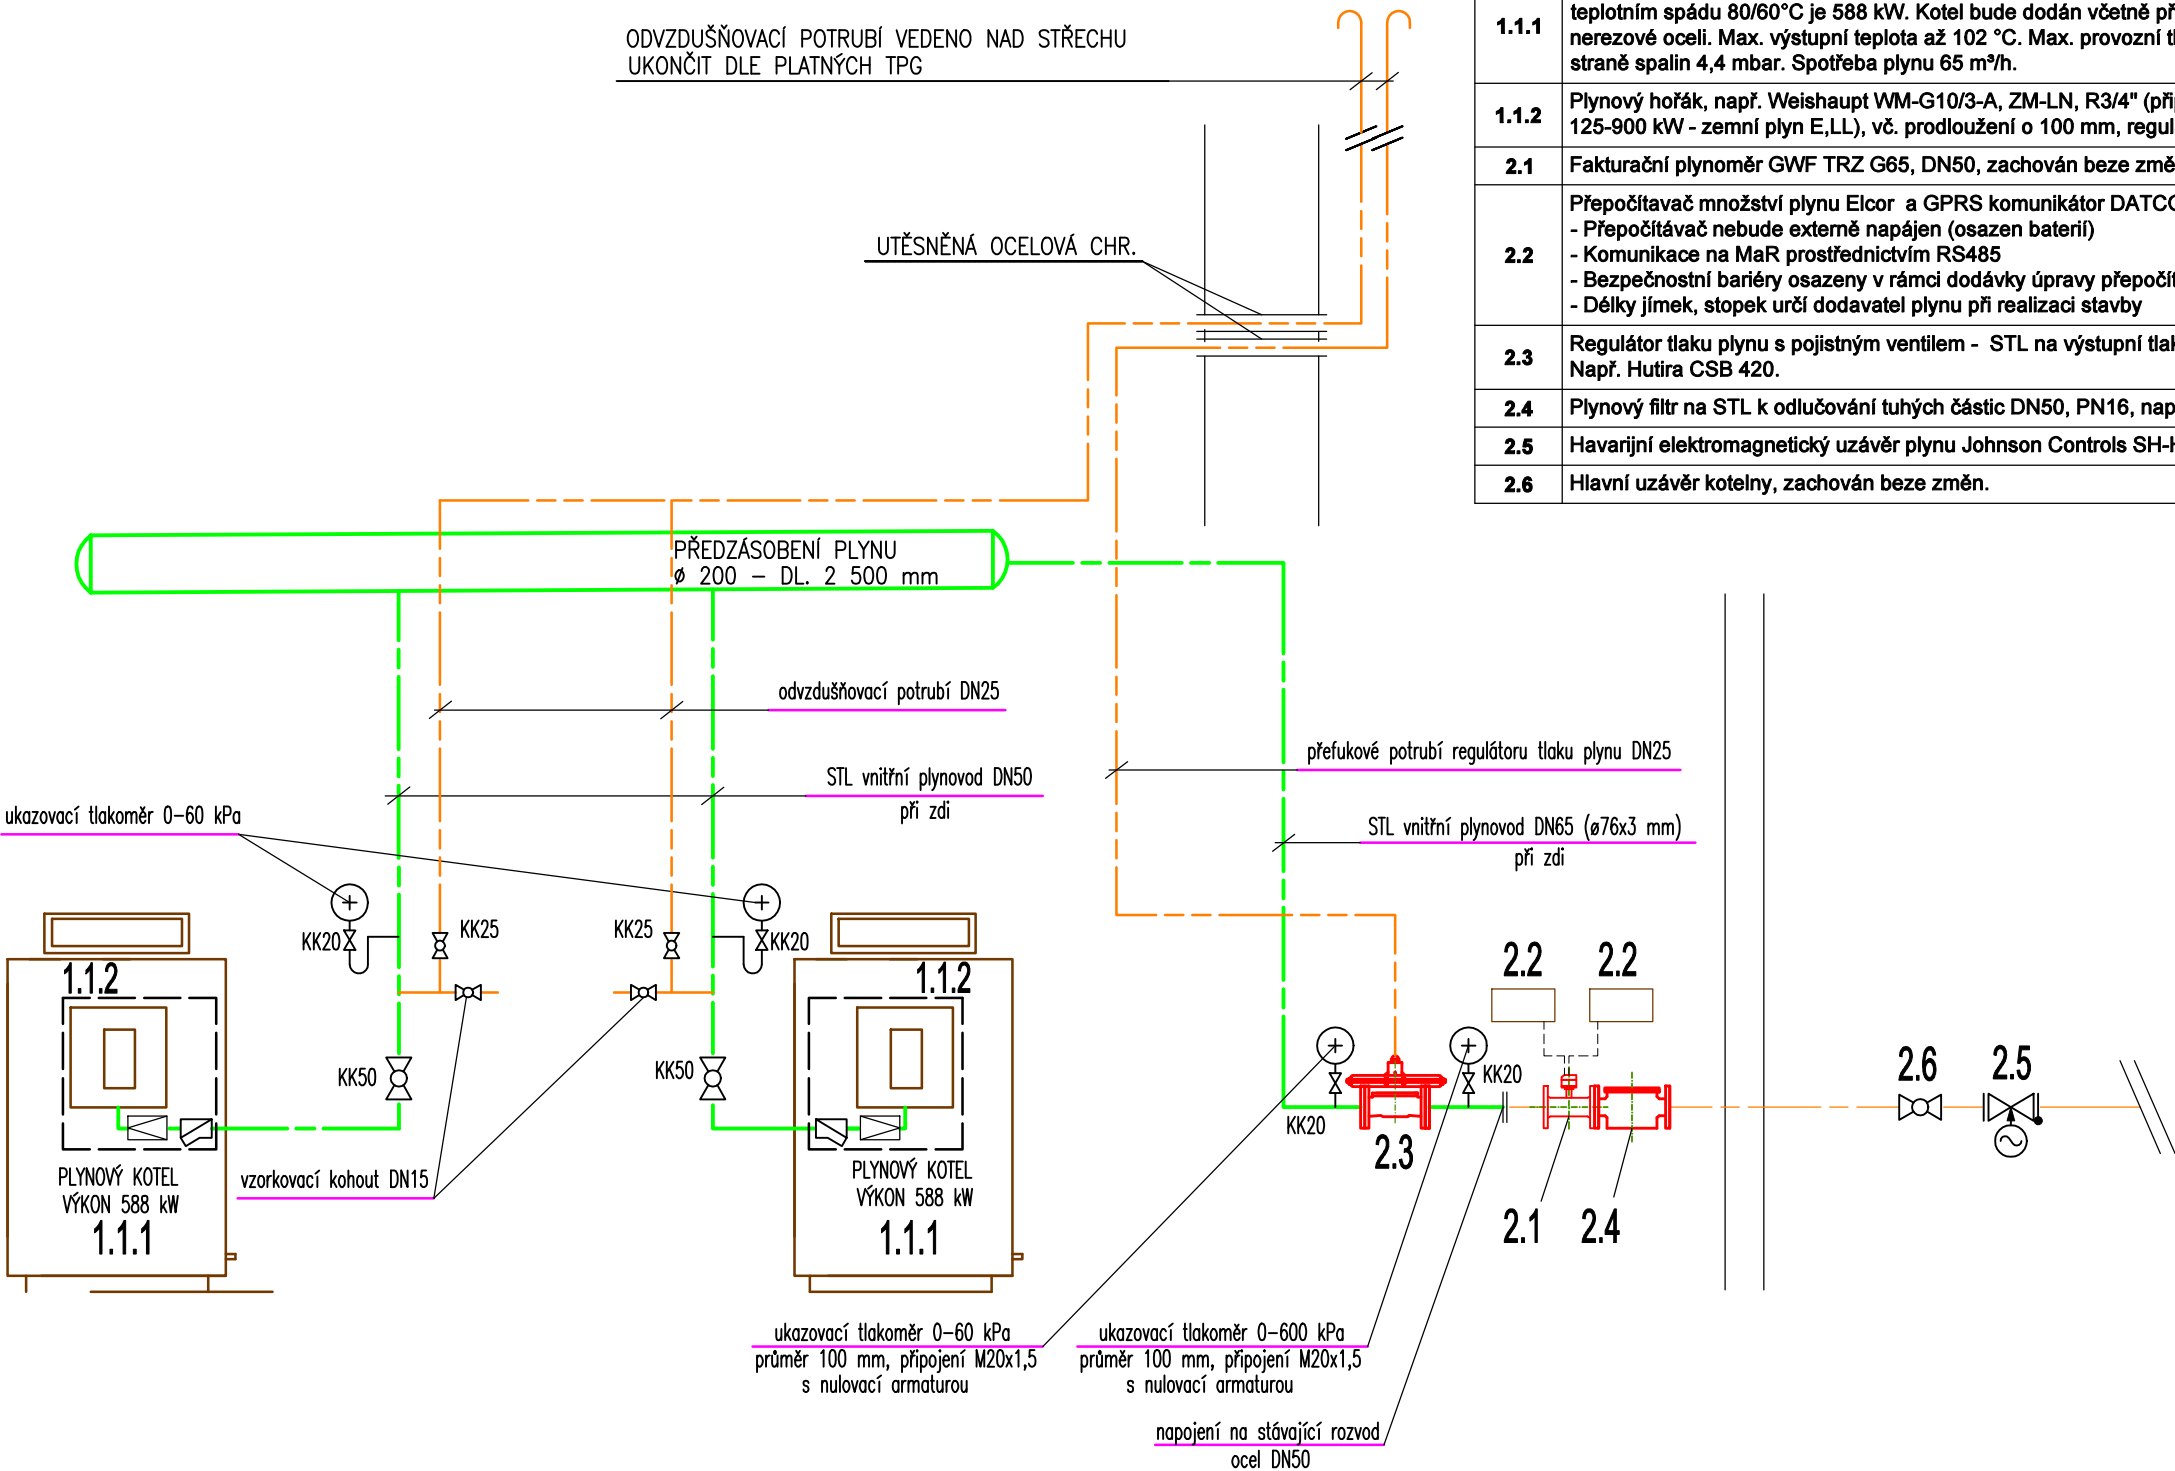 ODVZDUŠŇOVACÍ POTRUBÍ VEDENO NAD STŘECHU
UKONČIT DLE PLATNÝCH TPG
1.1.1
teplotním spádu 80/60°C je 588 kW. Kotel bude dodán včetně
nerezové oceli. Max. výstupní teplota až 102 °C. Max. provozní
straně spalin 4,4 mbar. Spotřeba plynu 65 m³/h.
1.1.2
Plynový hořák, např. Weishaupt WM-G10/3-A, ZM-LN, R3/4"
125-900 kW - zemní plyn E,LL), vč. prodloužení o 100 mm,
2.1
Fakturační plynoměr GWF TRZ G65, DN50, zachován beze
2.2
Přepočítavač množství plynu Elcor a GPRS komunikátor
- Přepočítávač nebude externě napájen (osazen baterií)
- Komunikace na MaR prostřednictvím RS485
- Bezpečnostní bariéry osazeny v rámci dodávky úpravy
- Délky jímek, stopek určí dodavatel plynu při realizaci stavby
2.3
Regulátor tlaku plynu s pojistným ventilem - STL na výstupní
Např. Hutira CSB 420.
2.4
Plynový filtr na STL k odlučování tuhých částic DN50, PN16,
2.5
Havarijní elektromagnetický uzávěr plynu Johnson Controls
2.6
Hlavní uzávěr kotelny, zachován beze změn.
UTĚSNĚNÁ OCELOVÁ CHR.
PŘEDZÁSOBENÍ PLYNU
ø 200 – DL. 2 500 mm
odvzdušňovací potrubí DN25
STL vnitřní plynovod DN50
při zdi
přefukové potrubí regulátoru tlaku plynu DN25
STL vnitřní plynovod DN65 (ø76x3 mm)
při zdi
ukazovací tlakoměr 0–60 kPa
KK20
KK25
KK25
KK20
1.1.2
1.1.2
KK50
KK50
2.2
2.2
KK20
KK20
2.3
2.6
2.5
PLYNOVÝ KOTEL
VÝKON 588 kW
1.1.1
vzorkovací kohout DN15
PLYNOVÝ KOTEL
VÝKON 588 kW
1.1.1
2.1
2.4
ukazovací tlakoměr 0–60 kPa
průměr 100 mm, připojení M20x1,5
s nulovací armaturou
ukazovací tlakoměr 0–600 kPa
průměr 100 mm, připojení M20x1,5
s nulovací armaturou
napojení na stávající rozvod
ocel DN50